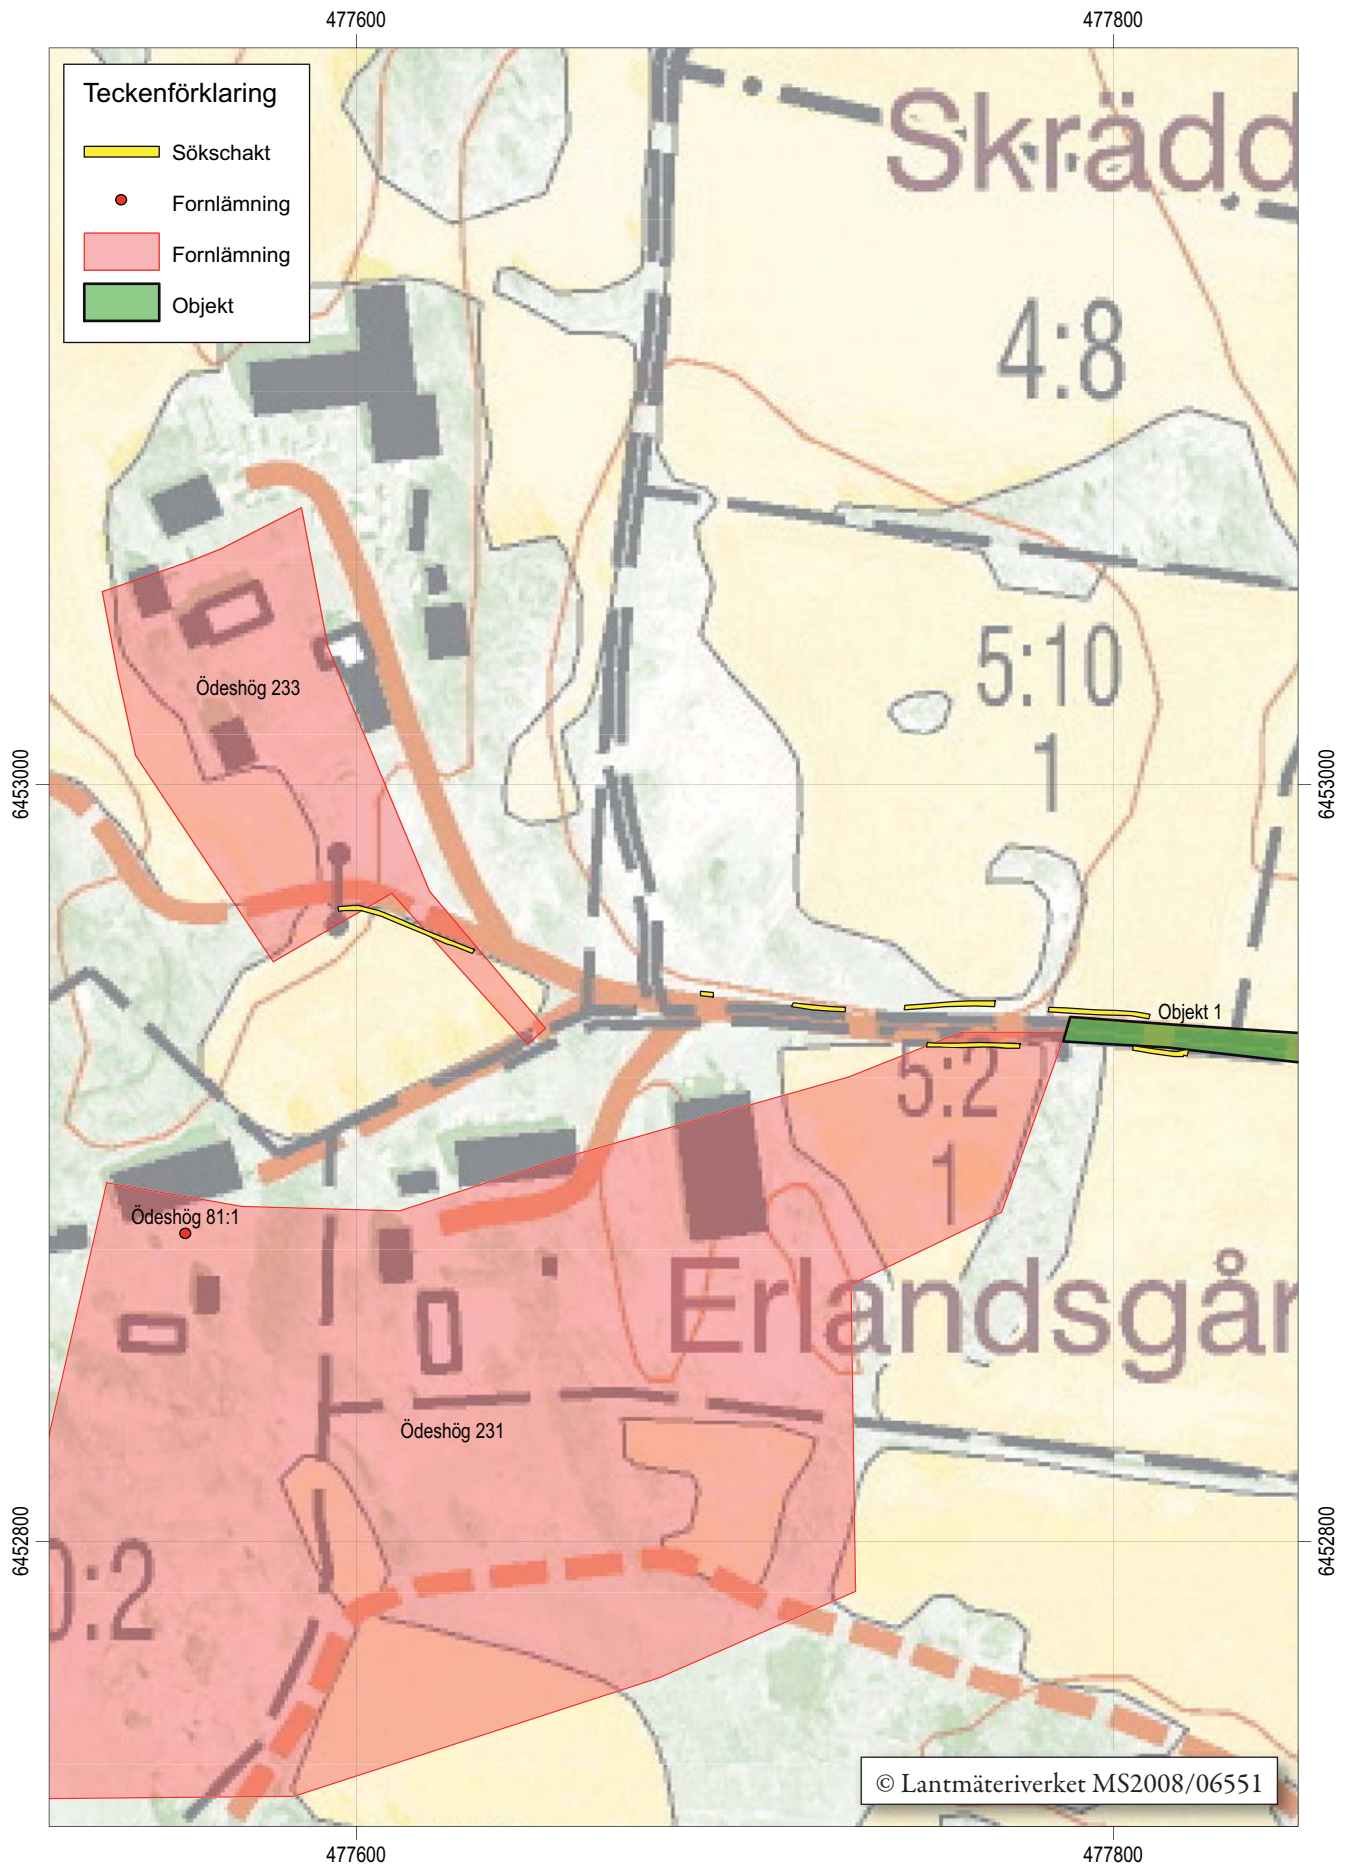 477600
477800
Teckenförklaring
Sökschakt
Fornlämning
Fornlämning
Objekt
Skrädd
4:8
5:10
1
Ödeshög 233
6453000
6453000
Objekt 1
5:2
1
Ödeshög 81:1
Erlandsgår
Ödeshög 231
6452800
6452800
0:2
© Lantmäteriverket MS2008/06551
477600
477800